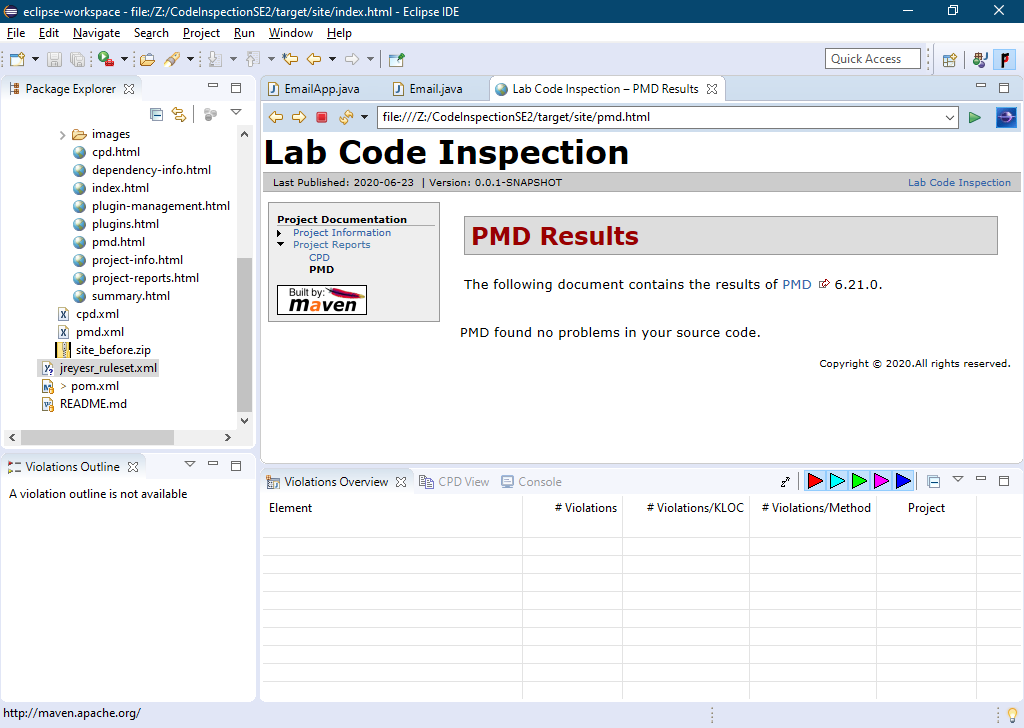 eclipse-workspace - file:/Z:/CodeInspectionSE2/target/site/index.html - Eclipse IDE
File Edit Navigate Search Project Run Window Help
Quick Access
Package Explorer
images
cpd.html
dependency-info.html
index.html
plugin-management.html
plugins.html
pmd.html
project-info.html
project-reports.html
summary.html
cpd.xml
pmd.xml
site_before.zip
jreyesr_ruleset.xml
> pom.xml
README.md
EmailApp.java
Email.java
Lab Code Inspection – PMD Results
file:///Z:/CodeInspectionSE2/target/site/pmd.html
Lab Code Inspection
Last Published: 2020-06-23 | Version: 0.0.1-SNAPSHOT
Lab Code Inspection
Project Documentation
Project Information
Project Reports
CPD
PMD
Built by:
maven
PMD Results
The following document contains the results of PMD 6.21.0.
PMD found no problems in your source code.
Copyright © 2020.All rights reserved.
Violations Outline
A violation outline is not available
Violations Overview
CPD View
Console
Element # Violations # Violations/KLOC # Violations/Method Project
http://maven.apache.org/